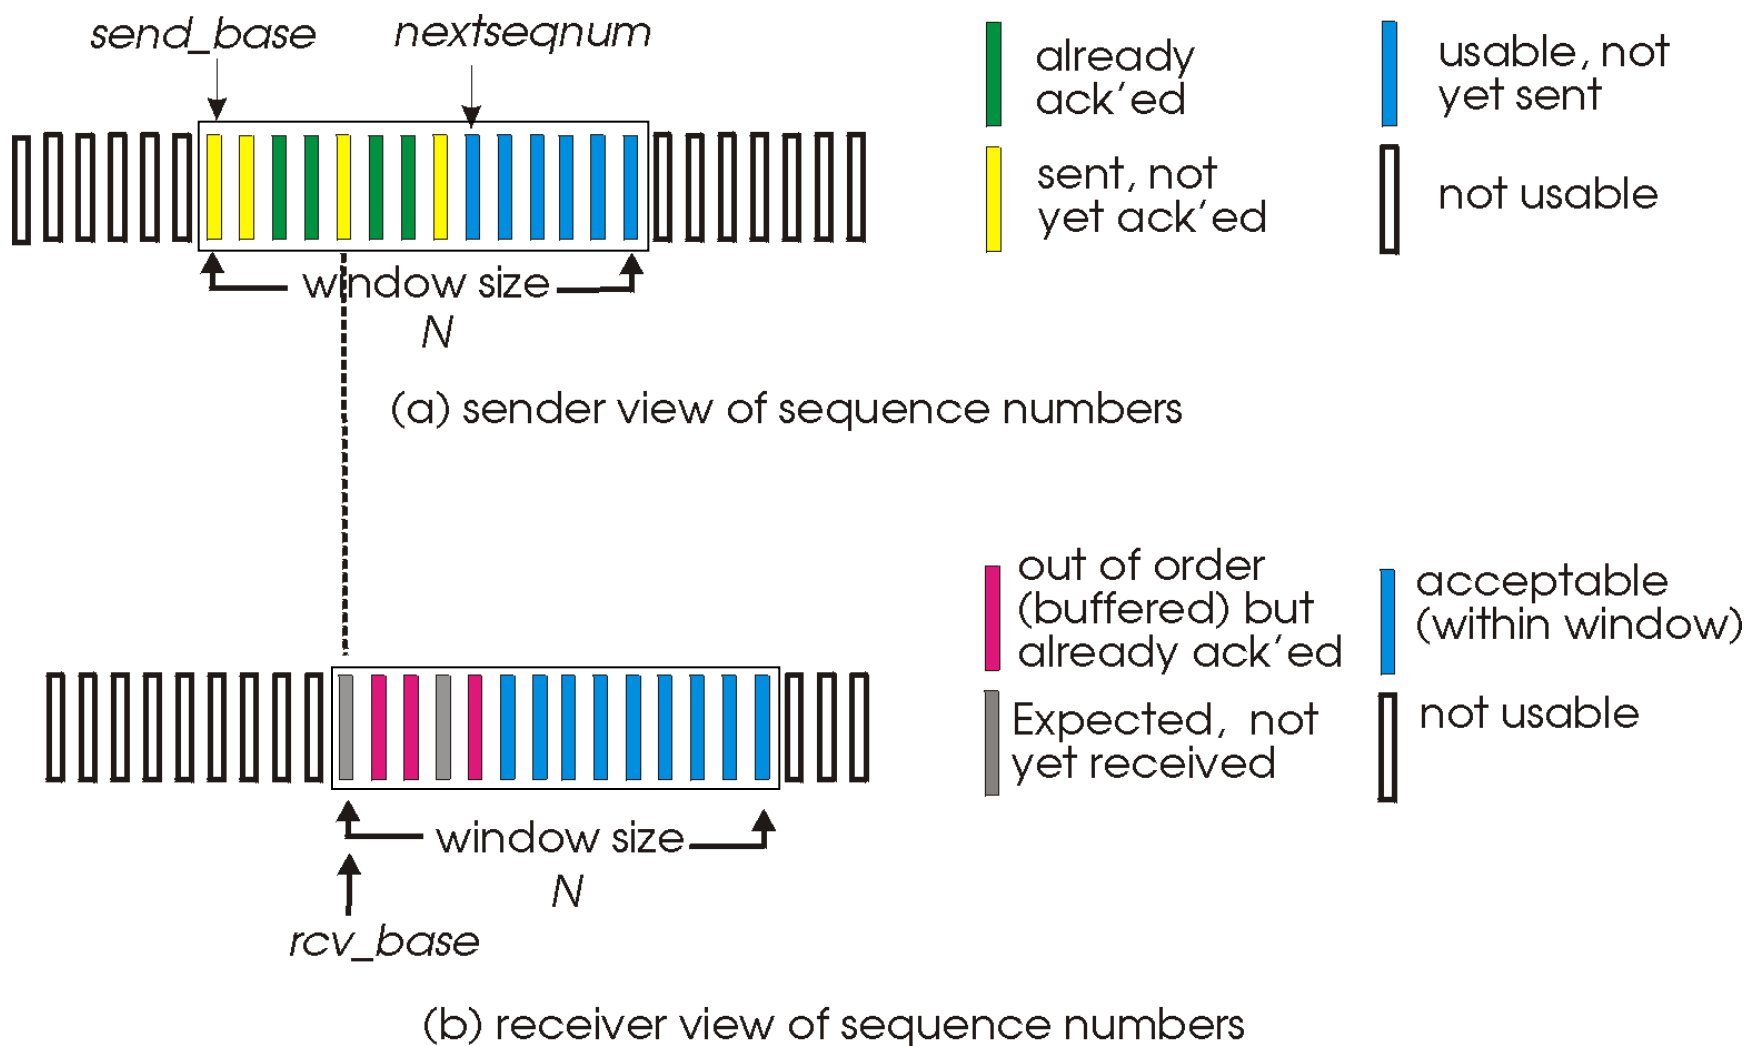 send_base
nextseqnum
already
ack'ed
usable, not
yet sent
sent, not
yet ack'ed
not usable
window size
N
(a) sender view of sequence numbers
out of order
(buffered) but
already ack'ed
acceptable
(within window)
Expected, not
yet received
not usable
window size
N
rcv_base
(b) receiver view of sequence numbers